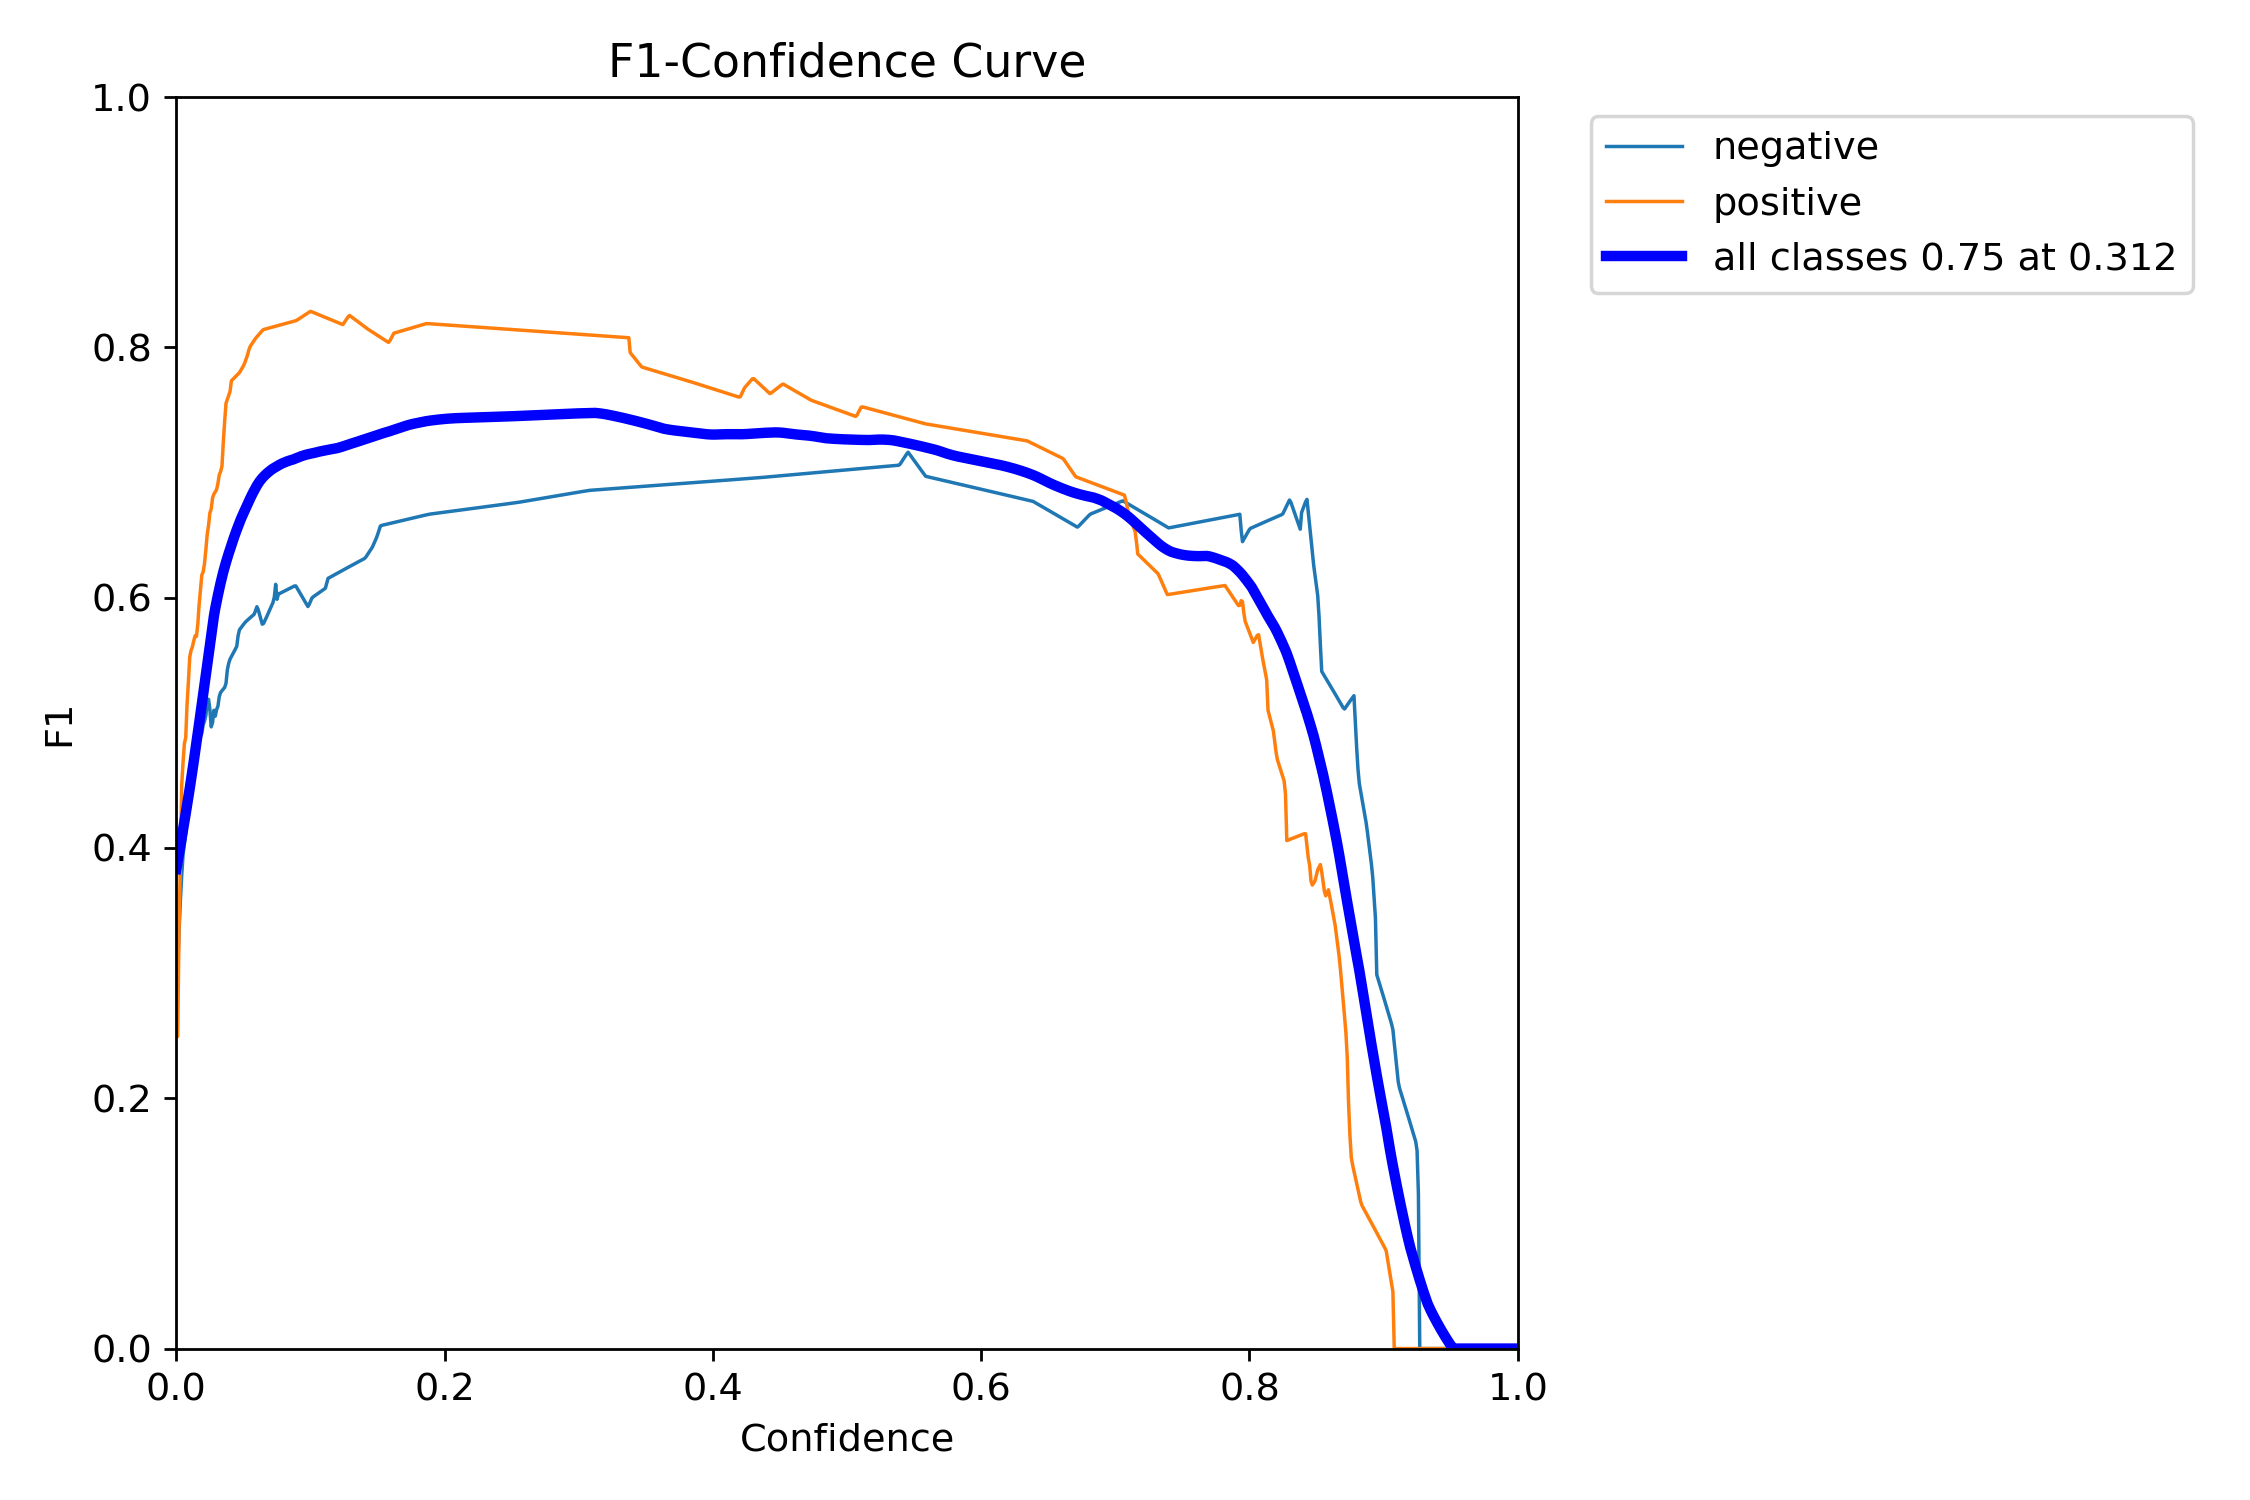 F1-Confidence Curve
1.0
0.8
0.6
0.4
0.2
0.0
F1
0.0 0.2 0.4 0.6 0.8 1.0
Confidence
negative
positive
all classes 0.75 at 0.312